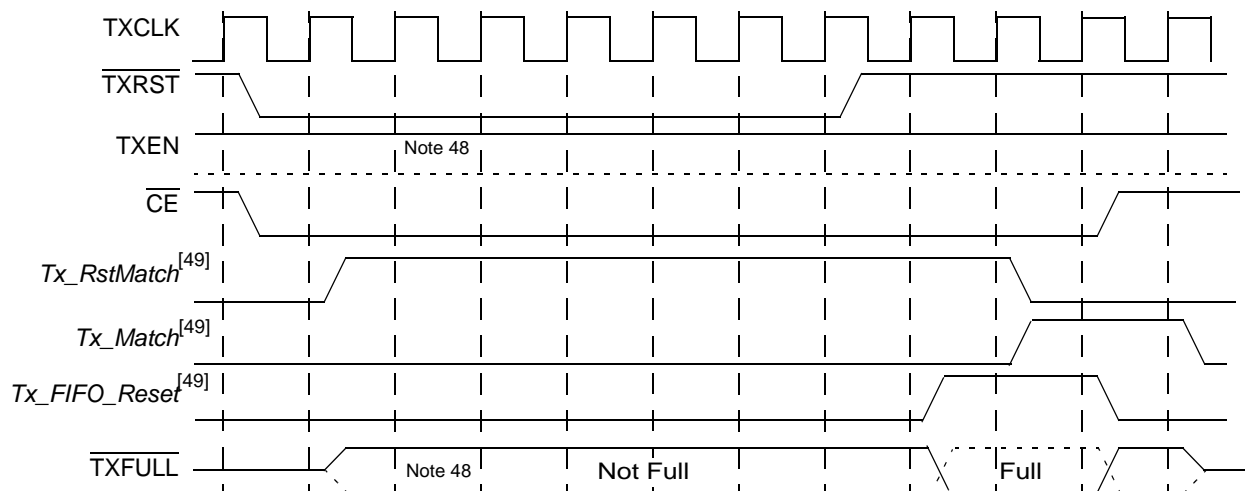 TXCLK
TXRST
TXEN
Note 48
CE
Tx_RstMatch[49]
Tx_Match[49]
Tx_FIFO_Reset[49]
TXFULL
Note 48
Not Full
Full